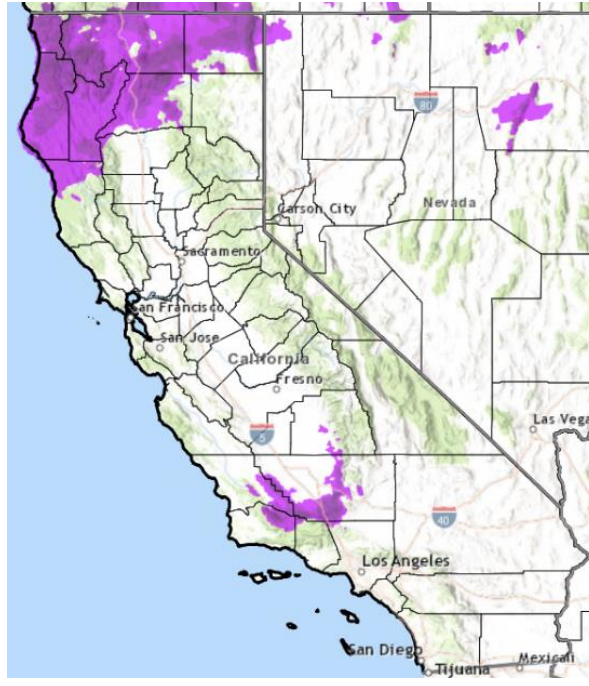 80
Nevada
Carson City
Sacramento
San Francisco
San Jose
California
Fresno
Las Vega
5
40
Los Angeles
San Diego
Tijuana
Mexicali